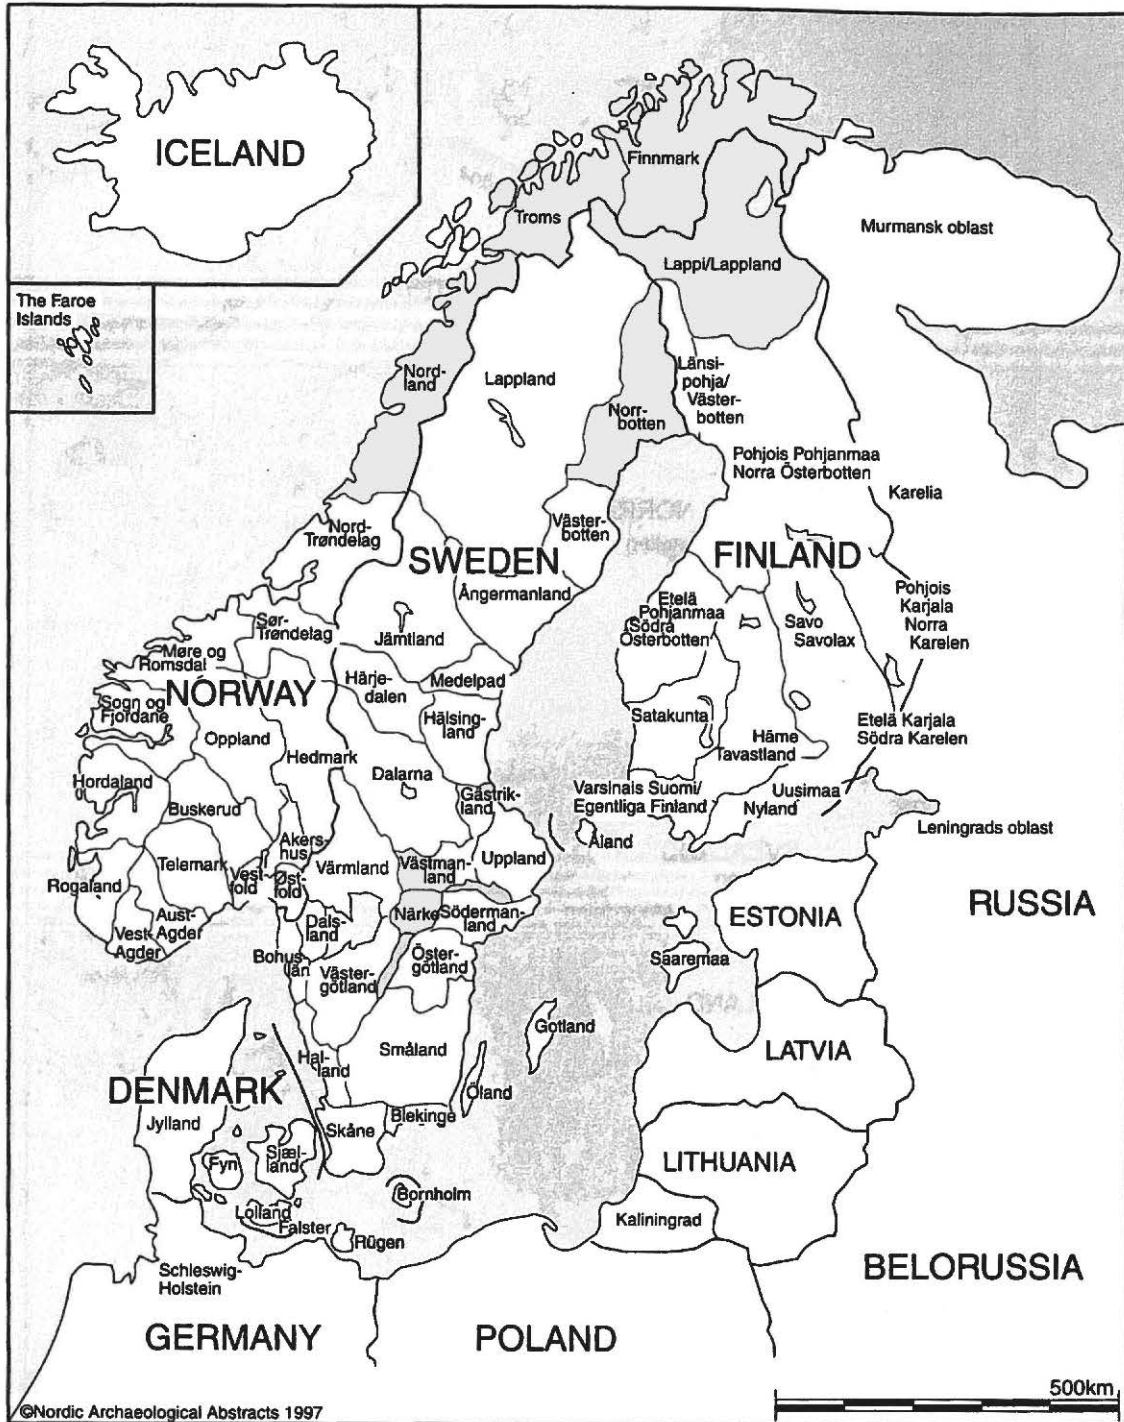 ICELAND
The Faroe
Islands
Finnmark
Troms
Murmansk oblast
Lappi/Lappland
Nord-
land
Lappland
Länsi-
pohja/
Väster-
botten
Norr-
botten
Pohjois Pohjanmaa
Norra Österbotten
Karelia
Nord-
Trøndelag
Väster-
botten
SWEDEN
FINLAND
Ångermanland
Etelä
Pohjanmaa
Södra
Österbotten
Savo
Savolax
Pohjois
Karjala
Norra
Karelen
Sør-
Trøndelag
Jämtland
Møre og
Romsdal
NORWAY
Härje-
dalen
Medelpad
Sogn og
Fjordane
Hälsing-
land
Satakunta
Oppland
Hedmark
Häme
Tavastland
Etelä Karjala
Södra Karelen
Hordaland
Dalarna
Buskerud
Gästrik-
land
Varsinais Suomi/
Egentliga Finland
Uusimaa
Nyland
Leningrads oblast
Akers-
hus
Åland
Telemark
Värmland
Västman-
land
Uppland
Rogaland
Vest-
fold
Øst-
fold
Närke
Söderman-
land
ESTONIA
RUSSIA
Aust-
Agder
Vest-
Agder
Dals-
land
Bohus-
län
Väster-
götland
Öster-
götland
Saaremaa
Gotland
Hal-
land
Småland
LATVIA
DENMARK
Öland
Jylland
Skåne
Blekinge
Fyn
Sjæl-
land
LITHUANIA
Bornholm
Lolland
Falster
Rügen
Kaliningrad
Schleswig-
Holstein
BELORUSSIA
GERMANY
POLAND
500km
©Nordic Archaeological Abstracts 1997